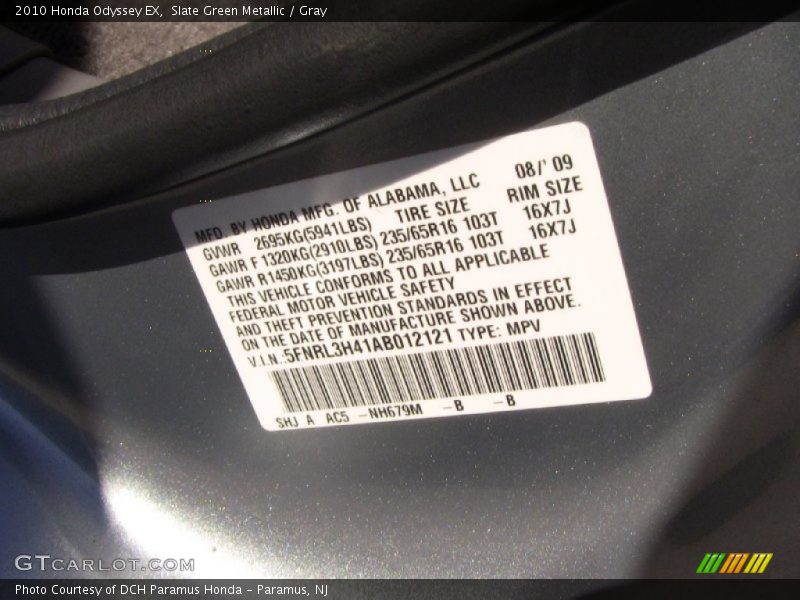 2010 Honda Odyssey EX, Slate Green Metallic / Gray
MFD. BY HONDA MFG. OF ALABAMA, LLC 08/' 09
GVWR 2695KG(5941LBS) TIRE SIZE RIM SIZE
GAWR F 1320KG(2910LBS) 235/65R16 103T 16X7J
GAWR R1450KG(3197LBS) 235/65R16 103T 16X7J
THIS VEHICLE CONFORMS TO ALL APPLICABLE
FEDERAL MOTOR VEHICLE SAFETY
AND THEFT PREVENTION STANDARDS IN EFFECT
ON THE DATE OF MANUFACTURE SHOWN ABOVE.
V.I.N.:5FNRL3H41AB012121 TYPE: MPV
SHJ A AC5 -NH679M -B -B
GTCARLOT.COM
Photo Courtesy of DCH Paramus Honda - Paramus, NJ